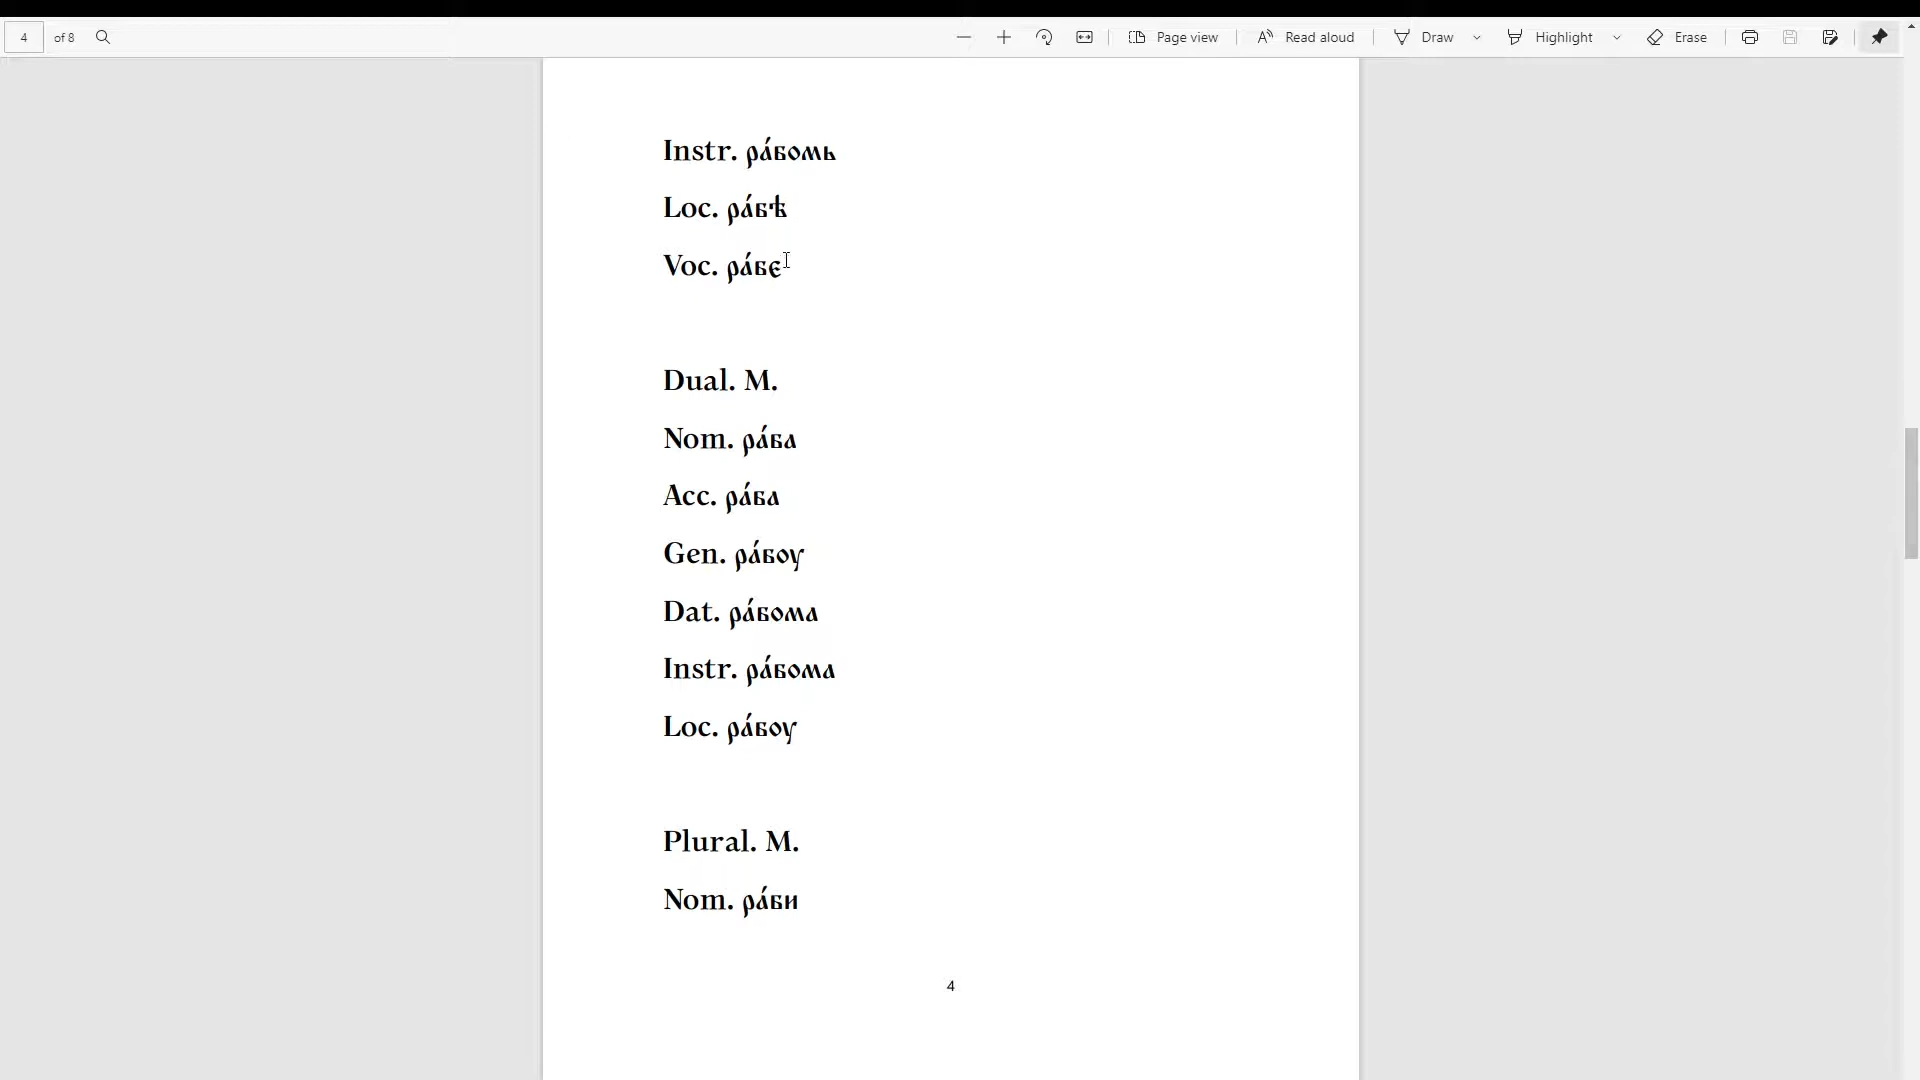 4 of 8 Page view Read aloud Draw Highlight Erase
Instr. ра́бомь
Loc. ра́бѣ
Voc. ра́бє
Dual. M.
Nom. ра́ба
Acc. ра́ба
Gen. ра́боу
Dat. ра́бома
Instr. ра́бома
Loc. ра́боу
Plural. M.
Nom. ра́би
4